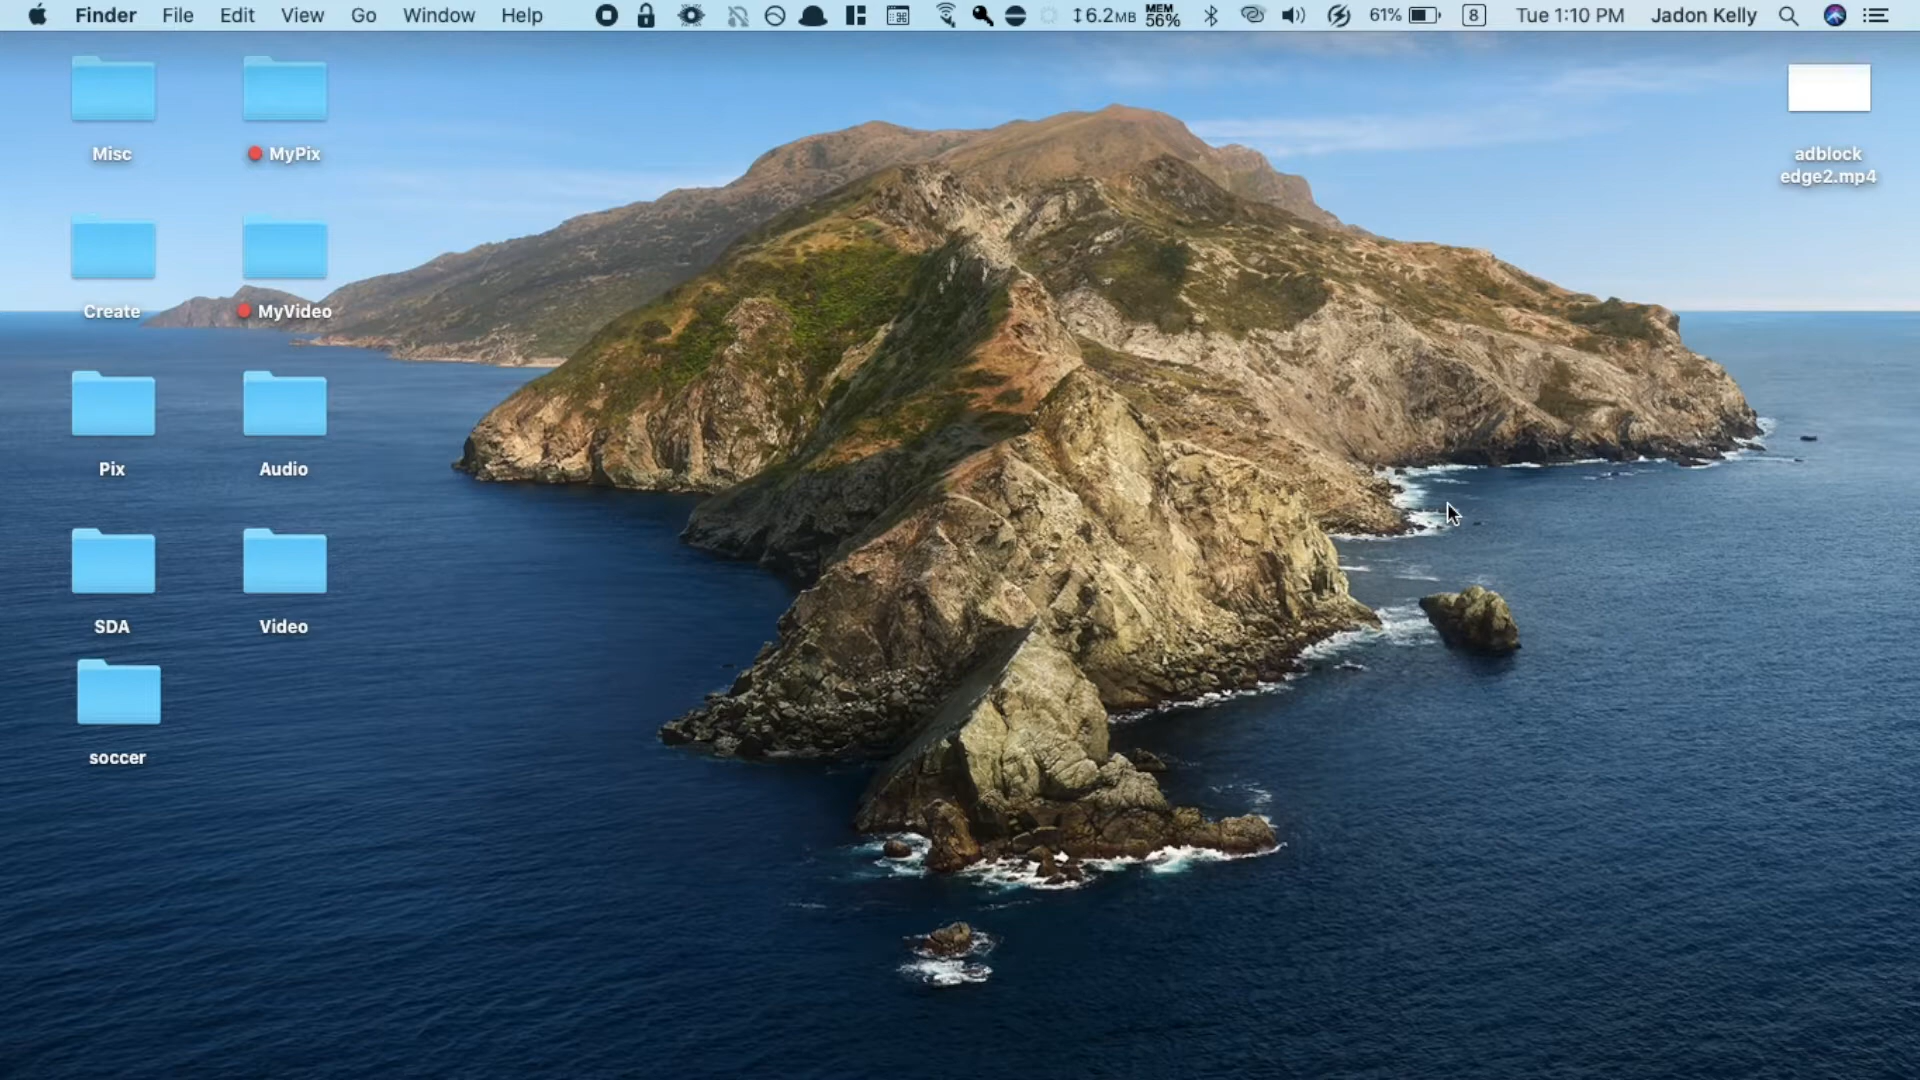 Finder File Edit View Go Window Help 6.2MB MEM 56% 61% 8 Tue 1:10 PM Jadon Kelly
Misc
MyPix
adblock
edge2.mp4
Create
MyVideo
Pix
Audio
SDA
Video
soccer